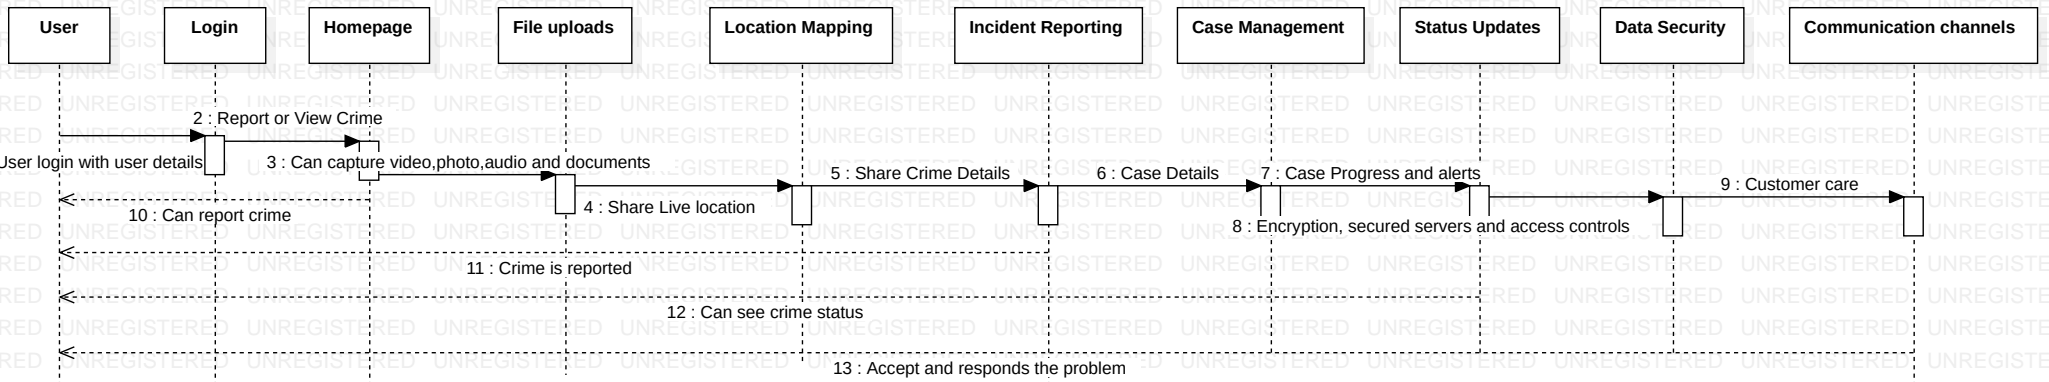 User
Login
Homepage
File uploads
Location Mapping
Incident Reporting
Case Management
Status Updates
Data Security
Communication channels
2 : Report or View Crime
User login with user details
3 : Can capture video,photo,audio and documents
4 : Share Live location
5 : Share Crime Details
6 : Case Details
7 : Case Progress and alerts
8 : Encryption, secured servers and access controls
9 : Customer care
10 : Can report crime
11 : Crime is reported
12 : Can see crime status
13 : Accept and responds the problem
UNREGISTERED